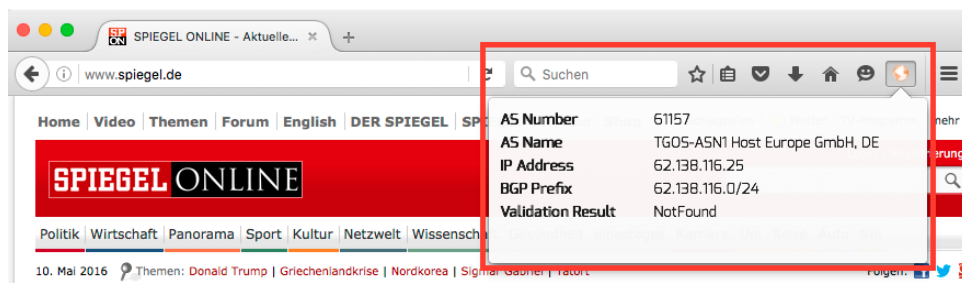 SP
ON
SPIEGEL ONLINE - Aktuelle... × +
www.spiegel.de
Suchen
Home Video Themen Forum English DER SPIEGEL
mehr
AS Number 61157
AS Name TGOS-ASN1 Host Europe GmbH, DE
IP Address 62.138.116.25
BGP Prefix 62.138.116.0/24
Validation Result NotFound
SPIEGEL ONLINE
Politik Wirtschaft Panorama Sport Kultur Netzwelt
10. Mai 2016 Themen: Donald Trump | Griechenlandkrise | Nordkorea | Sigmar Gabriel | Tatort
Folgen: